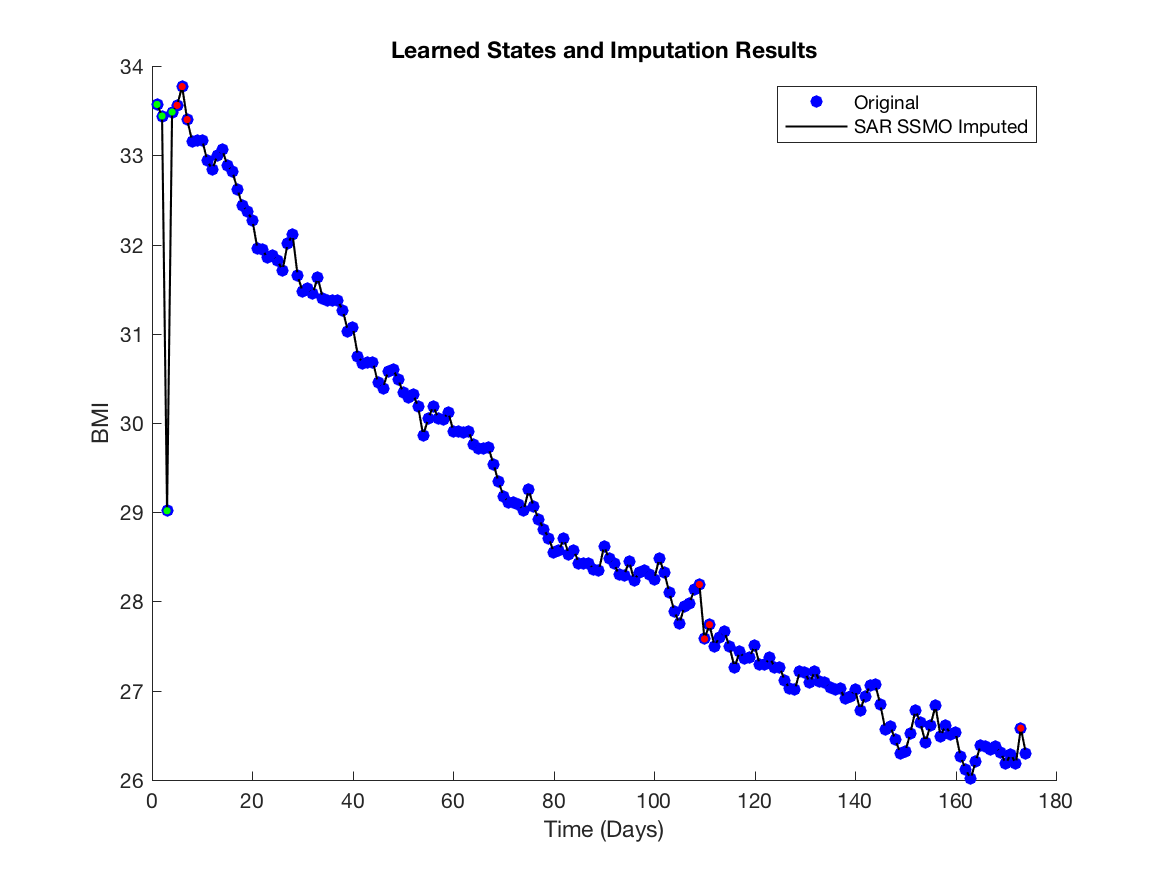 Learned States and Imputation Results
Original
SAR SSMO Imputed
34
33
32
31
30
29
28
27
26
BMI
0 20 40 60 80 100 120 140 160 180
Time (Days)